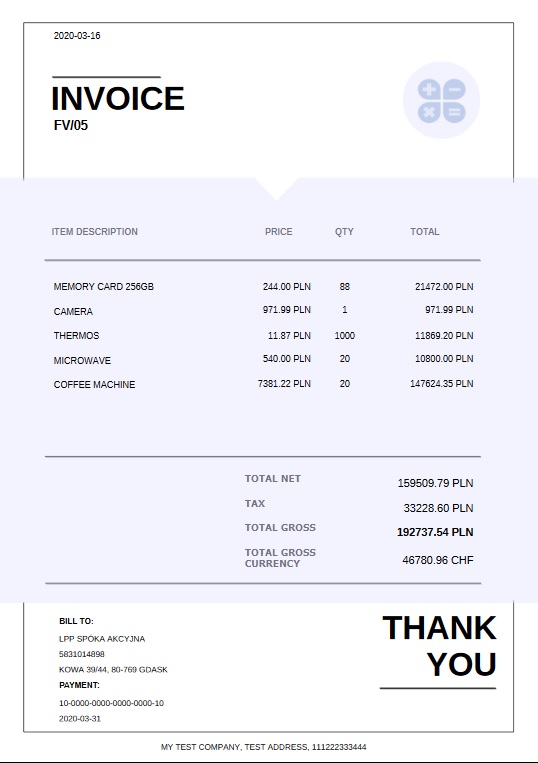 2020-03-16
INVOICE
FV/05
ITEM DESCRIPTION PRICE QTY TOTAL
MEMORY CARD 256GB 244.00 PLN 88 21472.00 PLN
CAMERA 971.99 PLN 1 971.99 PLN
THERMOS 11.87 PLN 1000 11869.20 PLN
MICROWAVE 540.00 PLN 20 10800.00 PLN
COFFEE MACHINE 7381.22 PLN 20 147624.35 PLN
TOTAL NET 159509.79 PLN
TAX 33228.60 PLN
TOTAL GROSS 192737.54 PLN
TOTAL GROSS
CURRENCY 46780.96 CHF
BILL TO:
LPP SPÓKA AKCYJNA
5831014898
KOWA 39/44, 80-769 GDASK
PAYMENT:
10-0000-0000-0000-0000-10
2020-03-31
THANK
YOU
MY TEST COMPANY, TEST ADDRESS, 111222333444